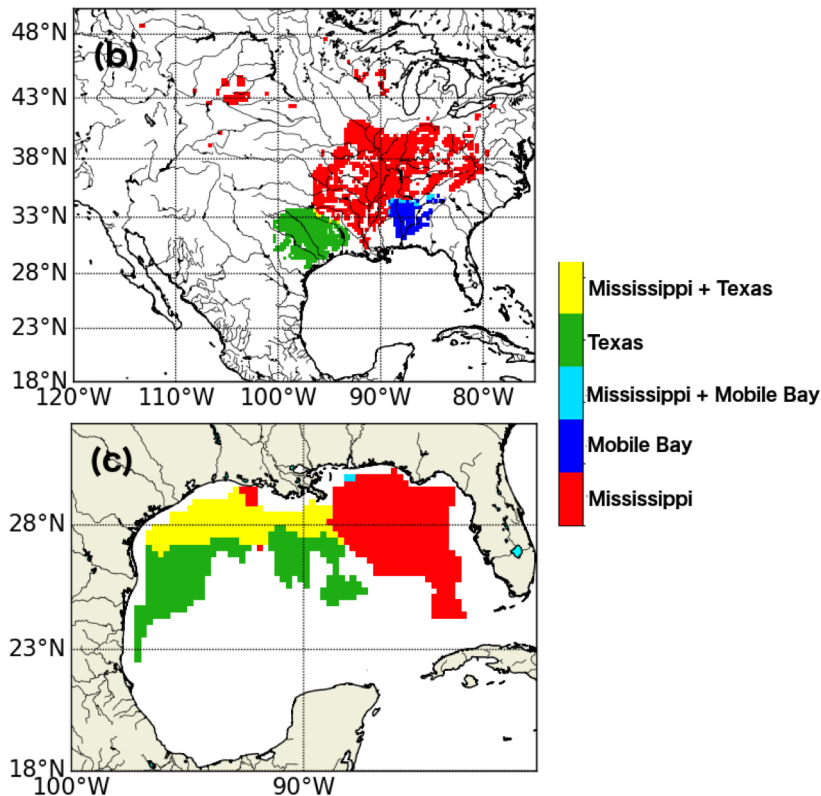 48°N
(b)
43°N
38°N
33°N
28°N
23°N
18°N
120°W 110°W 100°W 90°W 80°W
Mississippi + Texas
Texas
Mississippi + Mobile Bay
Mobile Bay
Mississippi
(c)
28°N
23°N
18°N
100°W 90°W